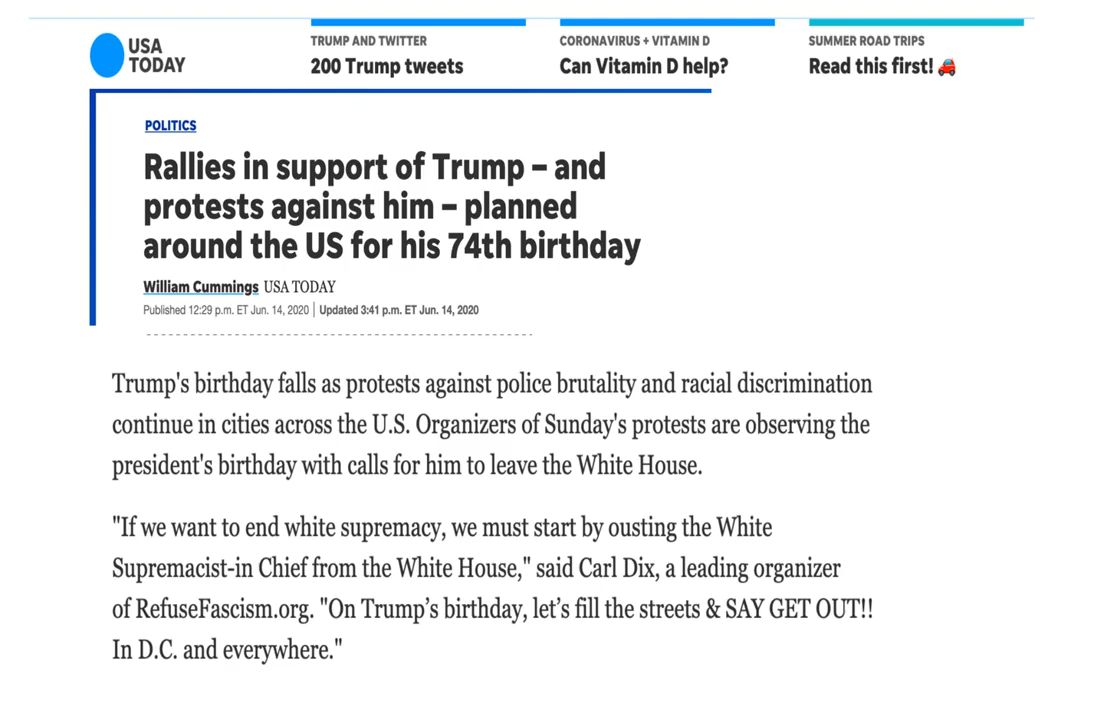 USA
TODAY
TRUMP AND TWITTER
200 Trump tweets
CORONAVIRUS + VITAMIN D
Can Vitamin D help?
SUMMER ROAD TRIPS
Read this first! 🚗
POLITICS
Rallies in support of Trump – and
protests against him – planned
around the US for his 74th birthday
William Cummings USA TODAY
Published 12:29 p.m. ET Jun. 14, 2020 | Updated 3:41 p.m. ET Jun. 14, 2020
Trump's birthday falls as protests against police brutality and racial discrimination
continue in cities across the U.S. Organizers of Sunday's protests are observing the
president's birthday with calls for him to leave the White House.
"If we want to end white supremacy, we must start by ousting the White
Supremacist-in Chief from the White House," said Carl Dix, a leading organizer
of RefuseFascism.org. "On Trump’s birthday, let’s fill the streets & SAY GET OUT!!
In D.C. and everywhere."